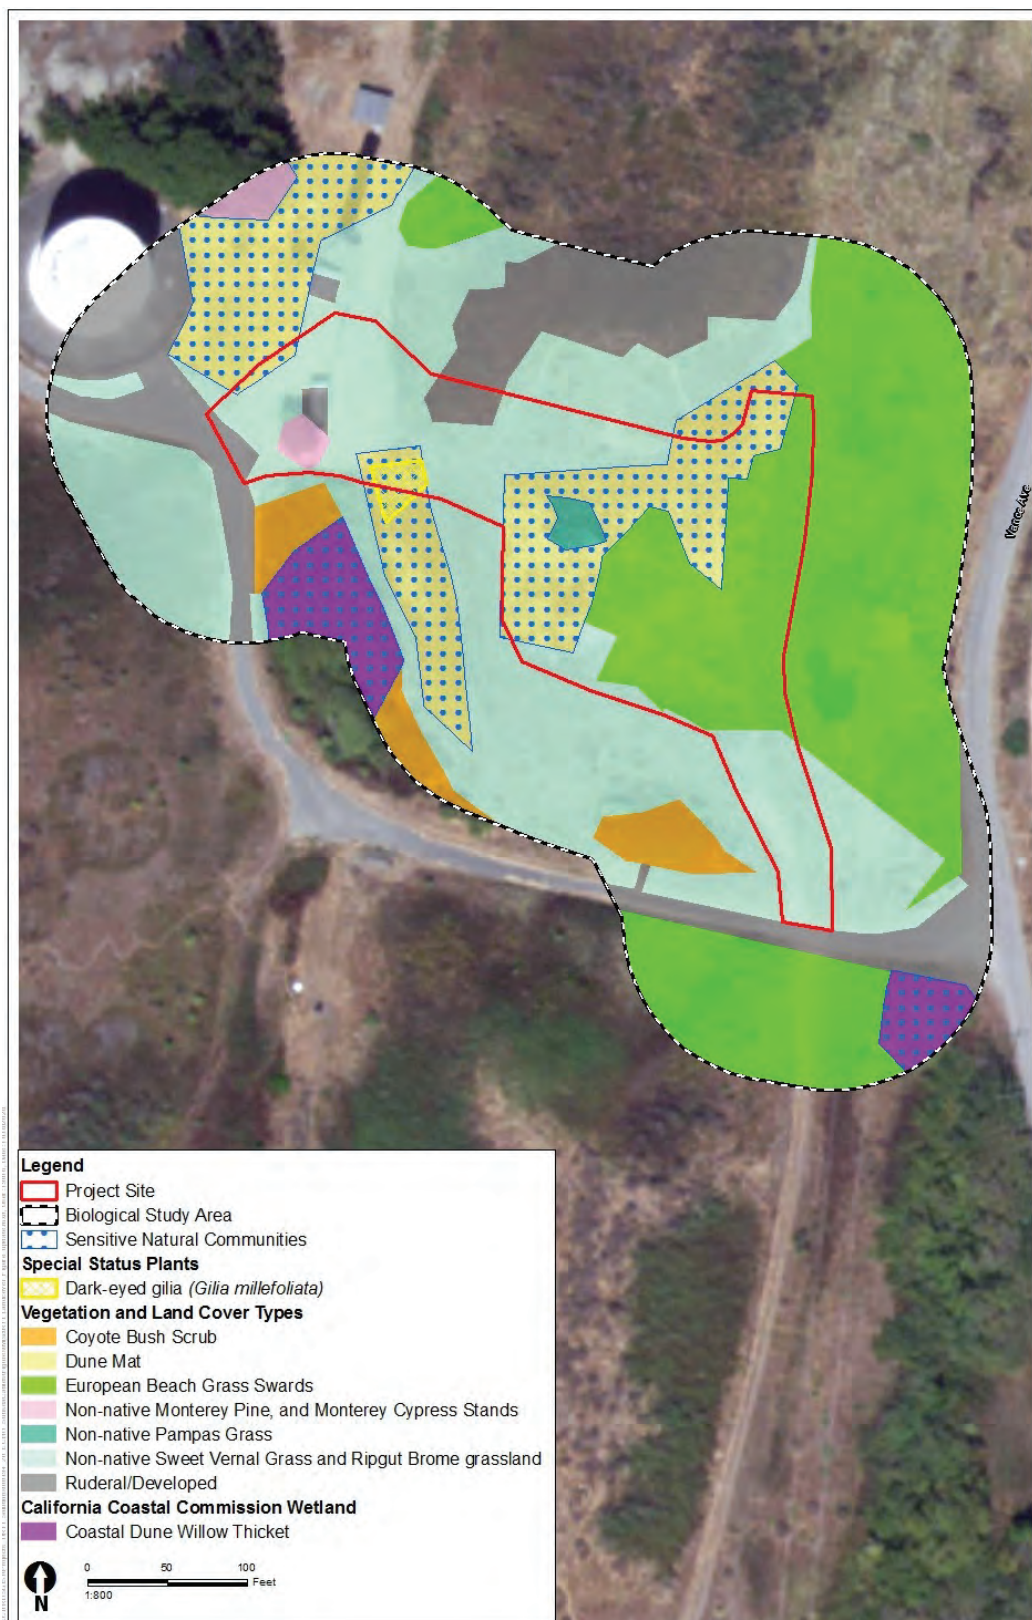 Vance Ave
Legend
Project Site
Biological Study Area
Sensitive Natural Communities
Special Status Plants
Dark-eyed gilia (Gilia millefoliata)
Vegetation and Land Cover Types
Coyote Bush Scrub
Dune Mat
European Beach Grass Swards
Non-native Monterey Pine, and Monterey Cypress Stands
Non-native Pampas Grass
Non-native Sweet Vernal Grass and Ripgut Brome grassland
Ruderal/Developed
California Coastal Commission Wetland
Coastal Dune Willow Thicket
0 50 100
Feet
1:800
N